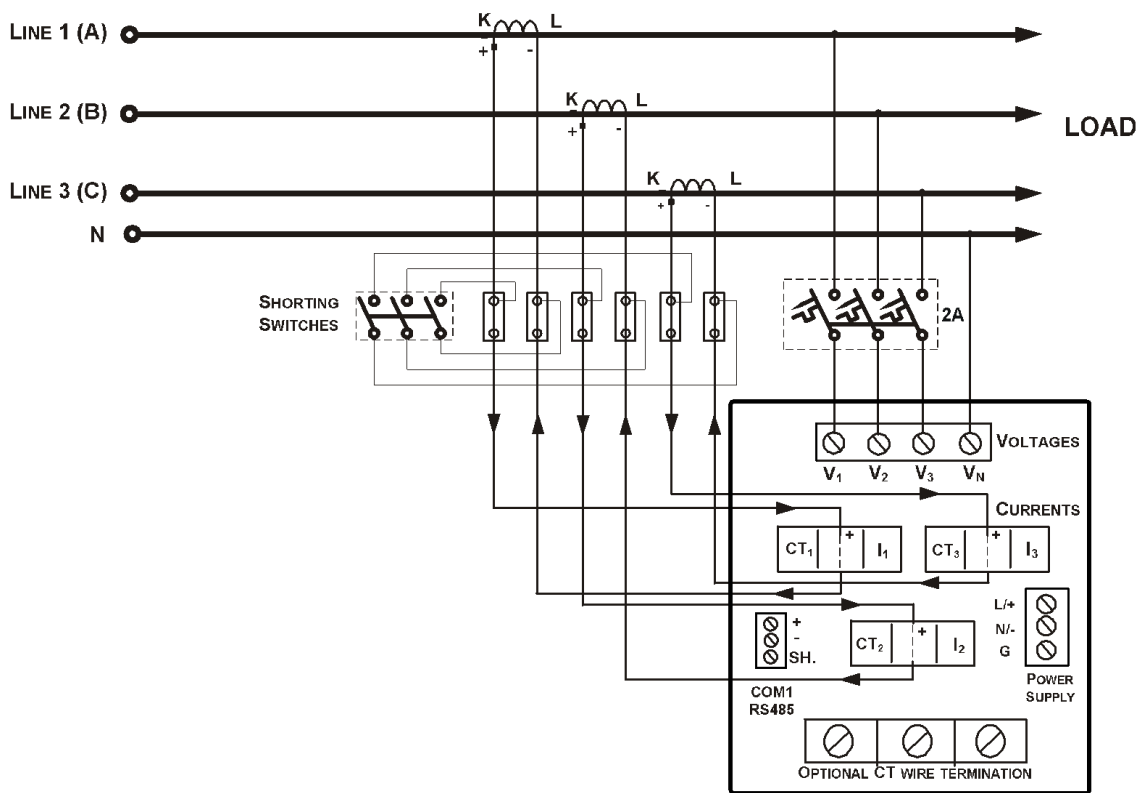 K L
LINE 1 (A)
+ -
K L
LINE 2 (B)
+ -
LOAD
K L
LINE 3 (C)
+ -
N
SHORTING
SWITCHES
2A
VOLTAGES
V1 V2 V3 VN
CURRENTS
CT1 + I1
CT3 + I3
L/+
N/-
G
POWER
SUPPLY
+
-
SH.
COM1
RS485
CT2 + I2
OPTIONAL CT WIRE TERMINATION